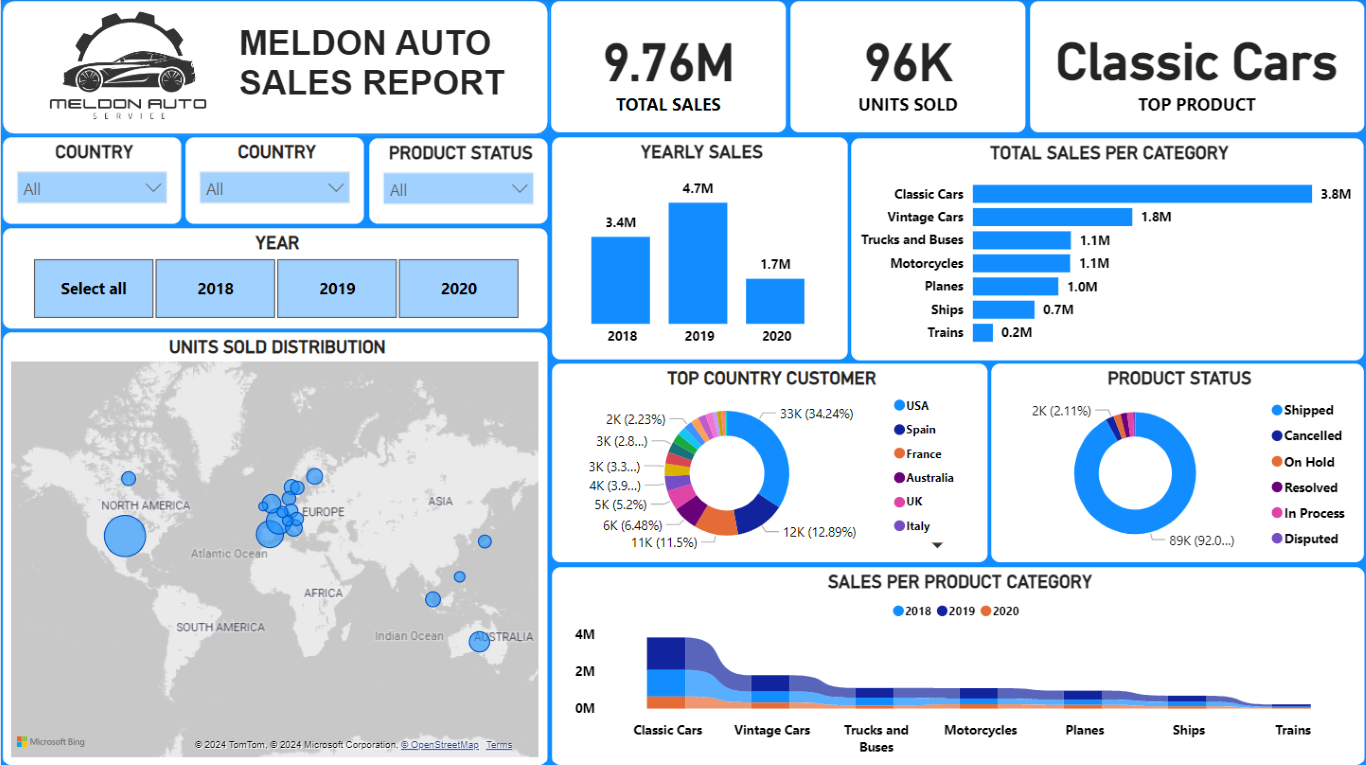 MELDON AUTO
SERVICE
MELDON AUTO
SALES REPORT
9.76M
TOTAL SALES
96K
UNITS SOLD
Classic Cars
TOP PRODUCT
COUNTRY
All
COUNTRY
All
PRODUCT STATUS
All
YEAR
Select all
2018
2019
2020
YEARLY SALES
3.4M
4.7M
1.7M
2018
2019
2020
TOTAL SALES PER CATEGORY
Classic Cars 3.8M
Vintage Cars 1.8M
Trucks and Buses 1.1M
Motorcycles 1.1M
Planes 1.0M
Ships 0.7M
Trains 0.2M
UNITS SOLD DISTRIBUTION
NORTH AMERICA
EUROPE
ASIA
Atlantic Ocean
AFRICA
SOUTH AMERICA
Indian Ocean
AUSTRALIA
Microsoft Bing
© 2024 TomTom, © 2024 Microsoft Corporation, © OpenStreetMap Terms
TOP COUNTRY CUSTOMER
33K (34.24%)
12K (12.89%)
11K (11.5%)
6K (6.48%)
5K (5.2%)
4K (3.9...)
3K (3.3...)
3K (2.8...)
2K (2.23%)
USA
Spain
France
Australia
UK
Italy
PRODUCT STATUS
2K (2.11%)
89K (92.0...)
Shipped
Cancelled
On Hold
Resolved
In Process
Disputed
SALES PER PRODUCT CATEGORY
2018 2019 2020
4M
2M
0M
Classic Cars
Vintage Cars
Trucks and
Buses
Motorcycles
Planes
Ships
Trains